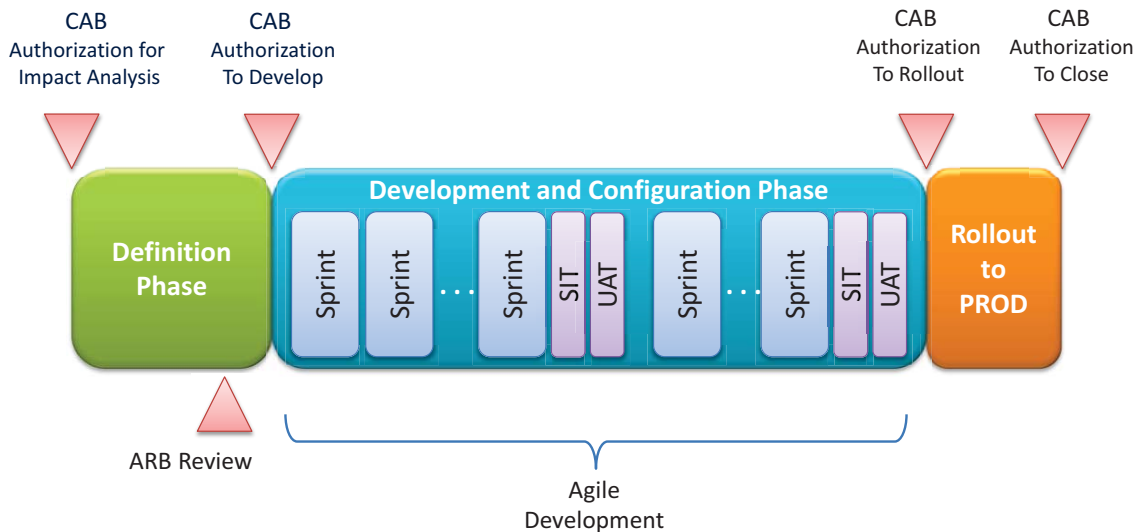 CAB
Authorization for
Impact Analysis
CAB
Authorization
To Develop
CAB
Authorization
To Rollout
CAB
Authorization
To Close
Definition
Phase
Development and Configuration Phase
Sprint
Sprint
...
Sprint
SIT
UAT
Sprint
...
Sprint
SIT
UAT
Rollout
to
PROD
ARB Review
Agile
Development